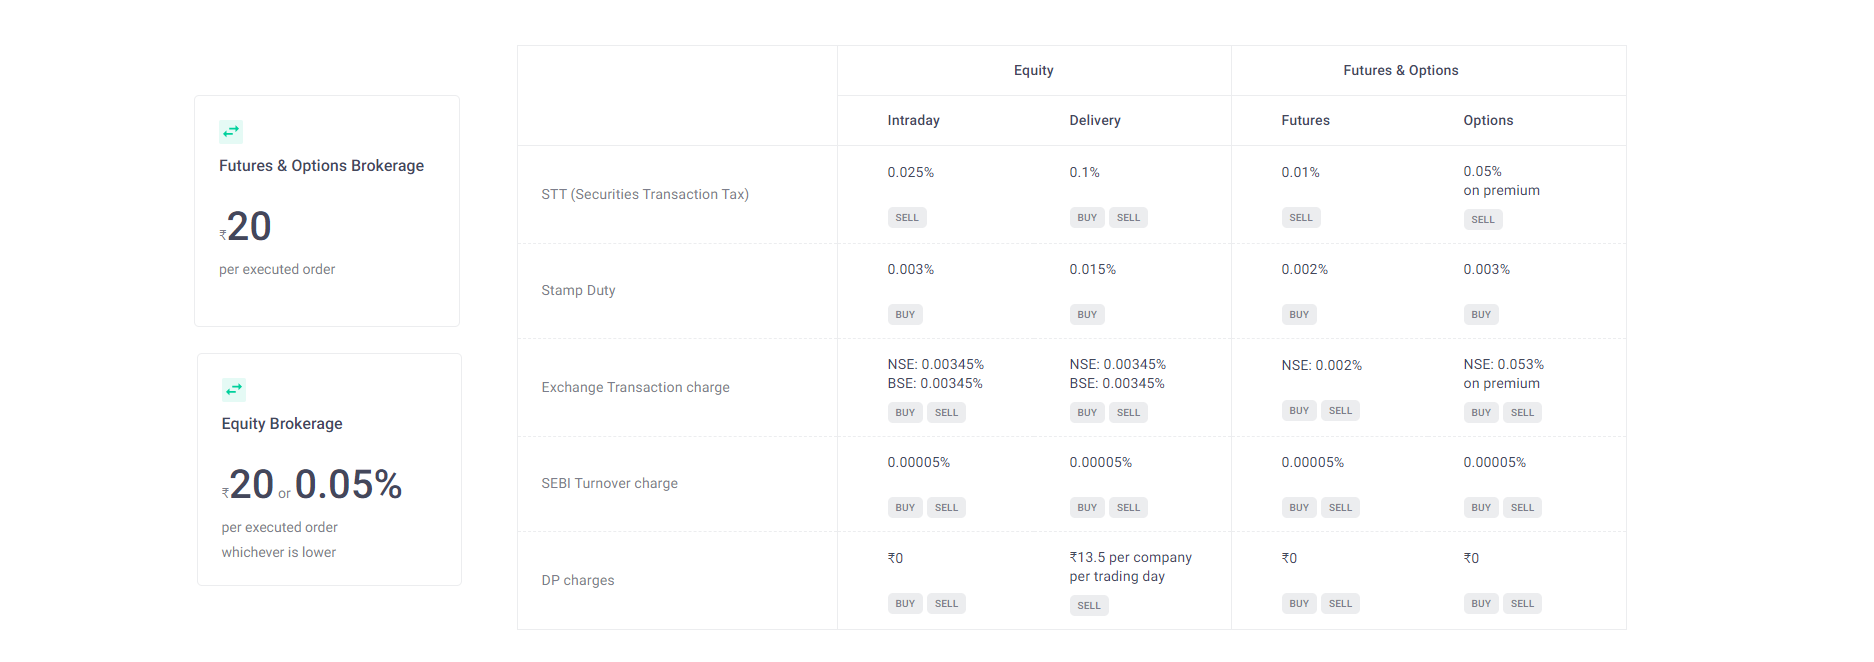 Futures & Options Brokerage
₹20
per executed order
Equity Brokerage
₹20 or 0.05%
per executed order
whichever is lower
Equity Futures & Options
Intraday Delivery Futures Options
STT (Securities Transaction Tax)
0.025%
SELL
0.1%
BUY SELL
0.01%
SELL
0.05%
on premium
SELL
Stamp Duty
0.003%
BUY
0.015%
BUY
0.002%
BUY
0.003%
BUY
Exchange Transaction charge
NSE: 0.00345%
BSE: 0.00345%
BUY SELL
NSE: 0.00345%
BSE: 0.00345%
BUY SELL
NSE: 0.002%
BUY SELL
NSE: 0.053%
on premium
BUY SELL
SEBI Turnover charge
0.00005%
BUY SELL
0.00005%
BUY SELL
0.00005%
BUY SELL
0.00005%
BUY SELL
DP charges
₹0
BUY SELL
₹13.5 per company
per trading day
SELL
₹0
BUY SELL
₹0
BUY SELL